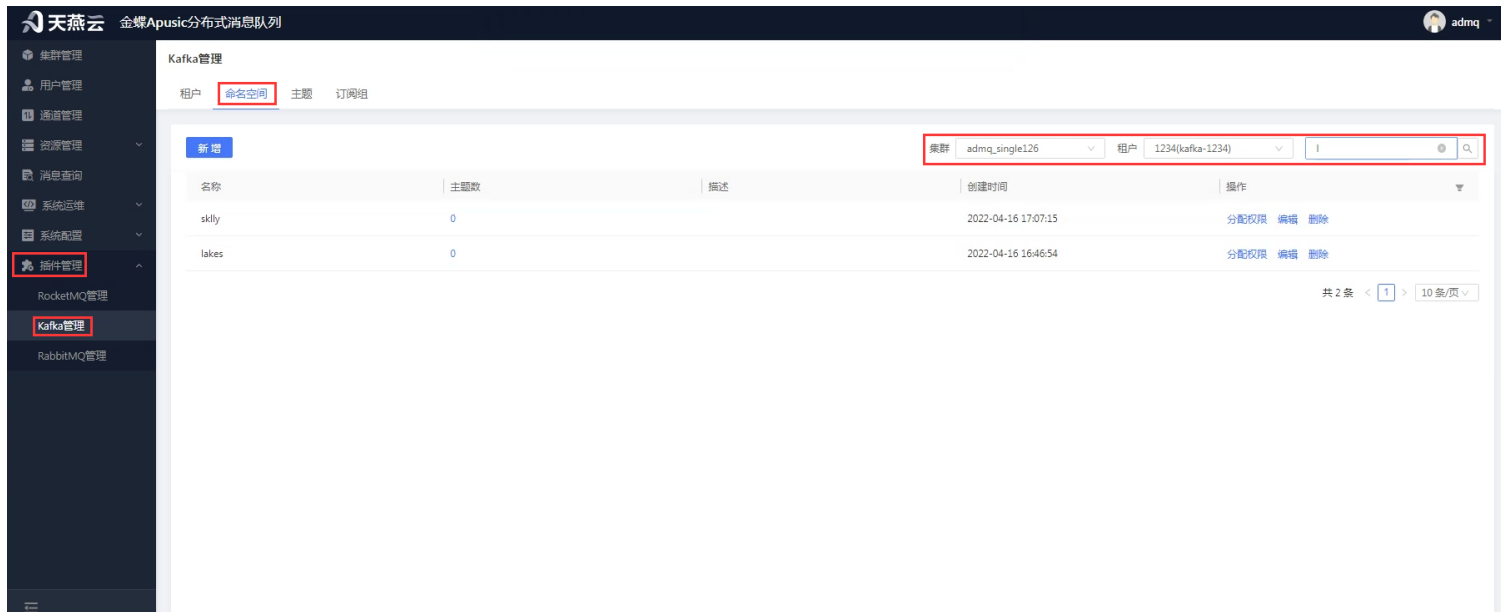 天燕云 金蝶Apusic分布式消息队列
admq
集群管理
用户管理
通道管理
资源管理
消息查询
系统运维
系统配置
插件管理
RocketMQ管理
Kafka管理
RabbitMQ管理
Kafka管理
租户 命名空间 主题 订阅组
新增 集群 admq_single126 租户 1234(kafka-1234) l
名称 主题数 描述 创建时间 操作
sklly 0 2022-04-16 17:07:15 分配权限 编辑 删除
lakes 0 2022-04-16 16:46:54 分配权限 编辑 删除
共 2 条 < 1 > 10 条/页